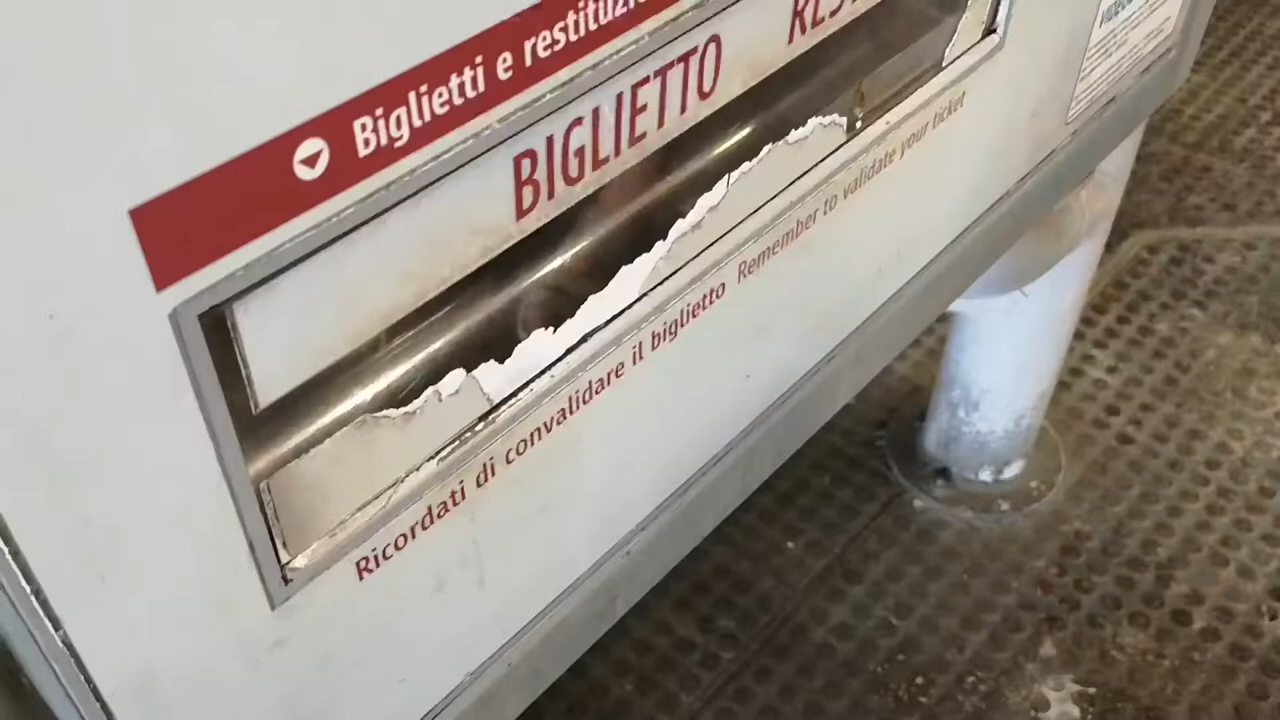 Biglietti e restituzi
BIGLIETTO
Ricordati di convalidare il biglietto Remember to validate your ticket